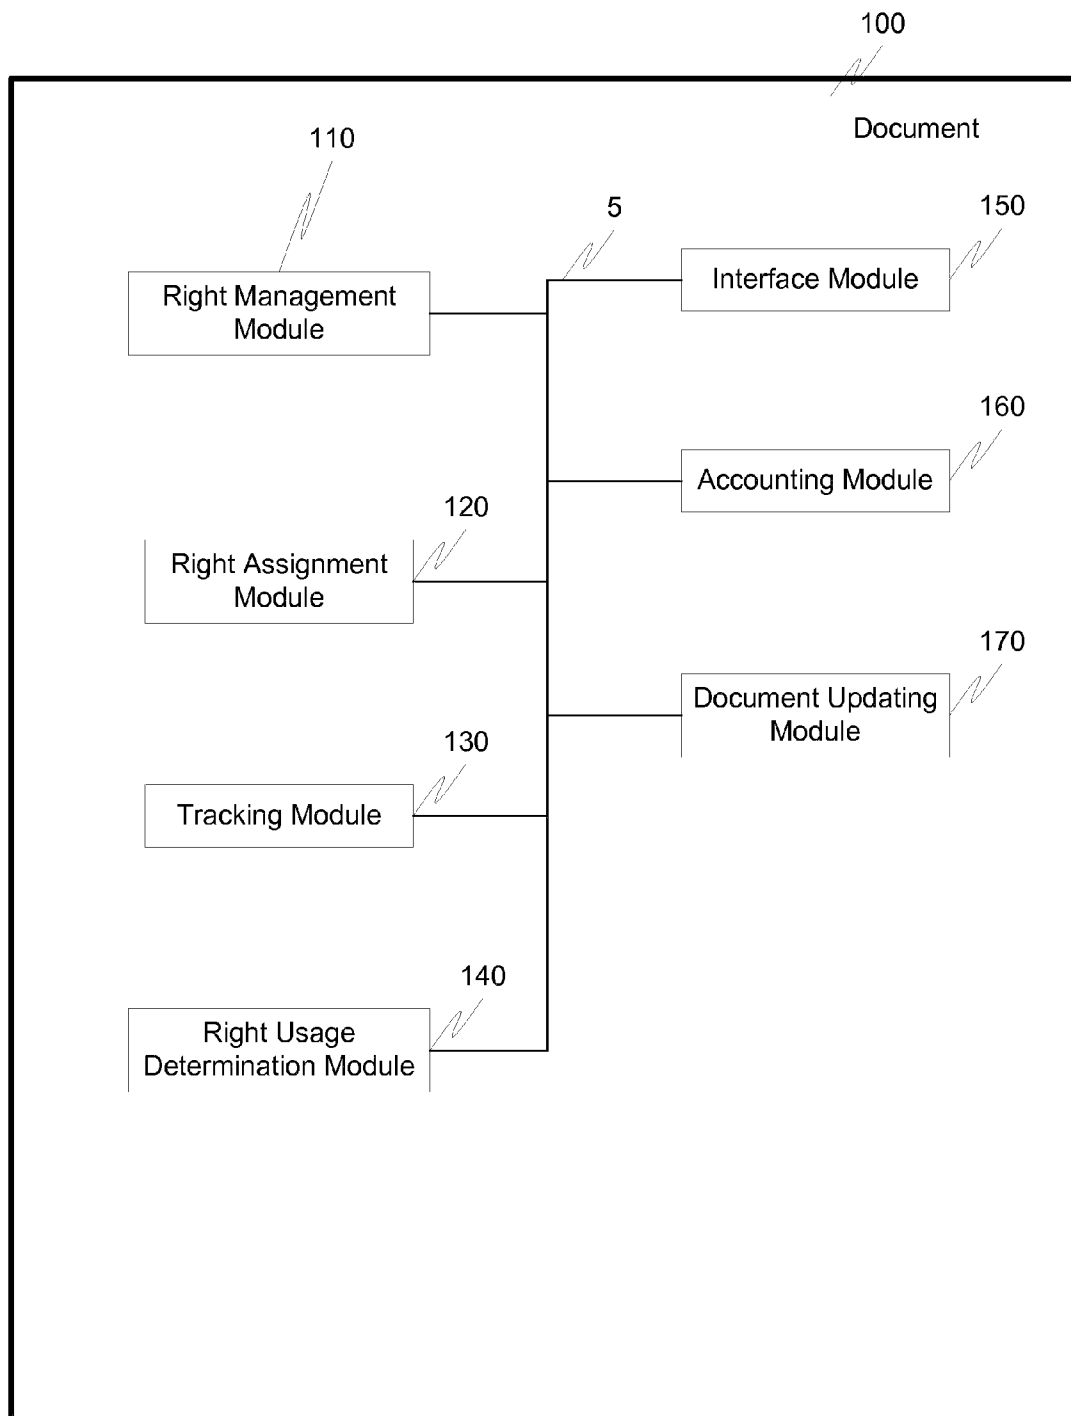 100
Document
110
Right Management
Module
5
150
Interface Module
160
Accounting Module
120
Right Assignment
Module
170
Document Updating
Module
130
Tracking Module
140
Right Usage
Determination Module